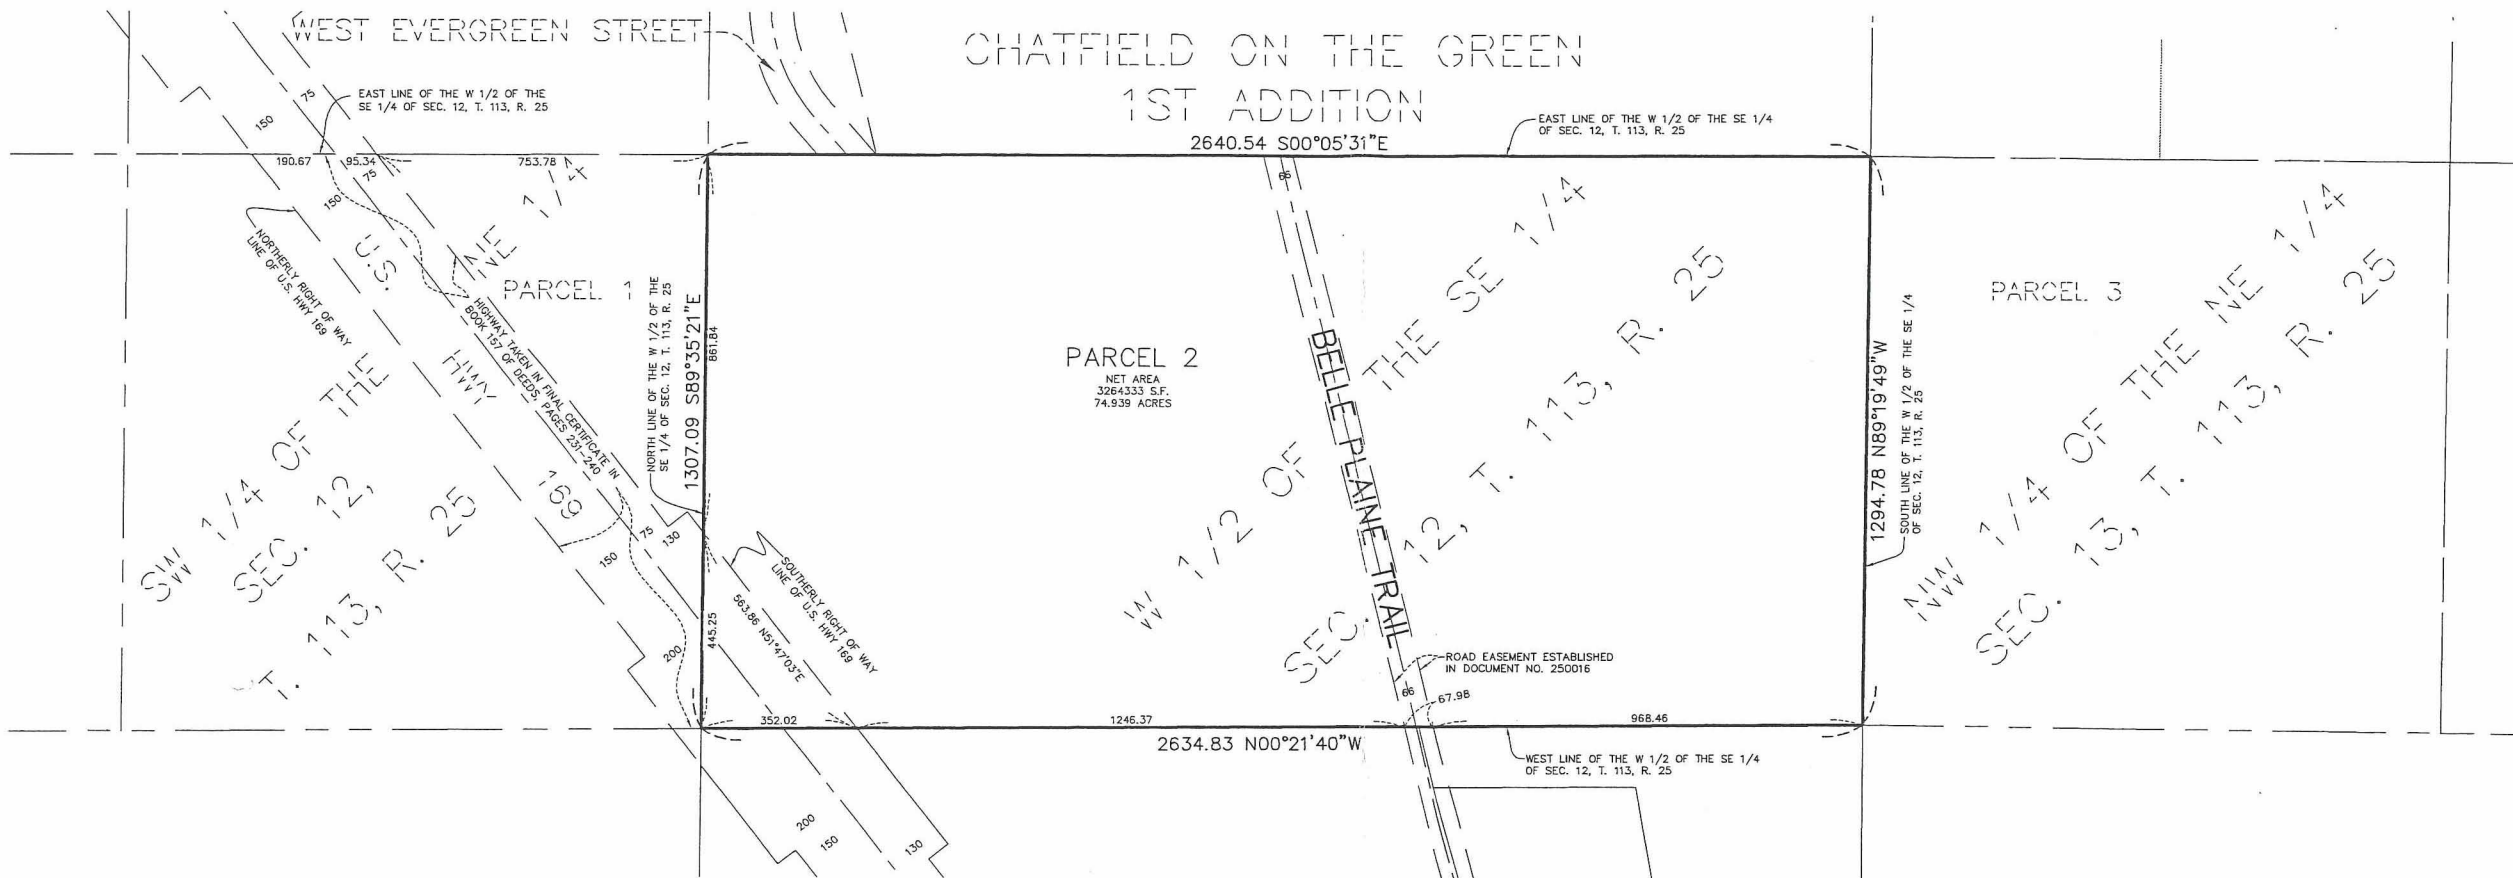 WEST EVERGREEN STREET
CHATFIELD ON THE GREEN
1ST ADDITION
EAST LINE OF THE W 1/2 OF THE
SE 1/4 OF SEC. 12, T. 113, R. 25
75
150
190.67
95.34
753.78
75
150
2640.54 S00°05'31"E
EAST LINE OF THE W 1/2 OF THE SE 1/4
OF SEC. 12, T. 113, R. 25
66
NORTHERLY RIGHT OF WAY
LINE OF U.S. HWY 169
U.S.
HWY
169
SW 1/4 OF THE NE 1/4
SEC. 12,
T. 113, R. 25
PARCEL 1
HIGHWAY TAKEN IN FINAL CERTIFICATE IN
BOOK 157 OF DEEDS, PAGES 231-240
NORTH LINE OF THE W 1/2 OF THE
SE 1/4 OF SEC. 12, T. 113, R. 25
1307.09 S89°35'21"E
861.84
445.25
75
130
150
200
563.86 N51°47'03"E
SOUTHERLY RIGHT OF WAY
LINE OF U.S. HWY 169
PARCEL 2
NET AREA
3264333 S.F.
74.939 ACRES
BELLE PLAINE TRAIL
W 1/2 OF THE SE 1/4
SEC. 12, T. 113, R. 25
ROAD EASEMENT ESTABLISHED
IN DOCUMENT NO. 250016
66
67.98
1294.78 N89°19'49"W
SOUTH LINE OF THE W 1/2 OF THE SE 1/4
OF SEC. 12, T. 113, R. 25
PARCEL 3
NW 1/4 OF THE NE 1/4
SEC. 13, T. 113, R. 25
352.02
1246.37
968.46
2634.83 N00°21'40"W
WEST LINE OF THE W 1/2 OF THE SE 1/4
OF SEC. 12, T. 113, R. 25
200
150
130